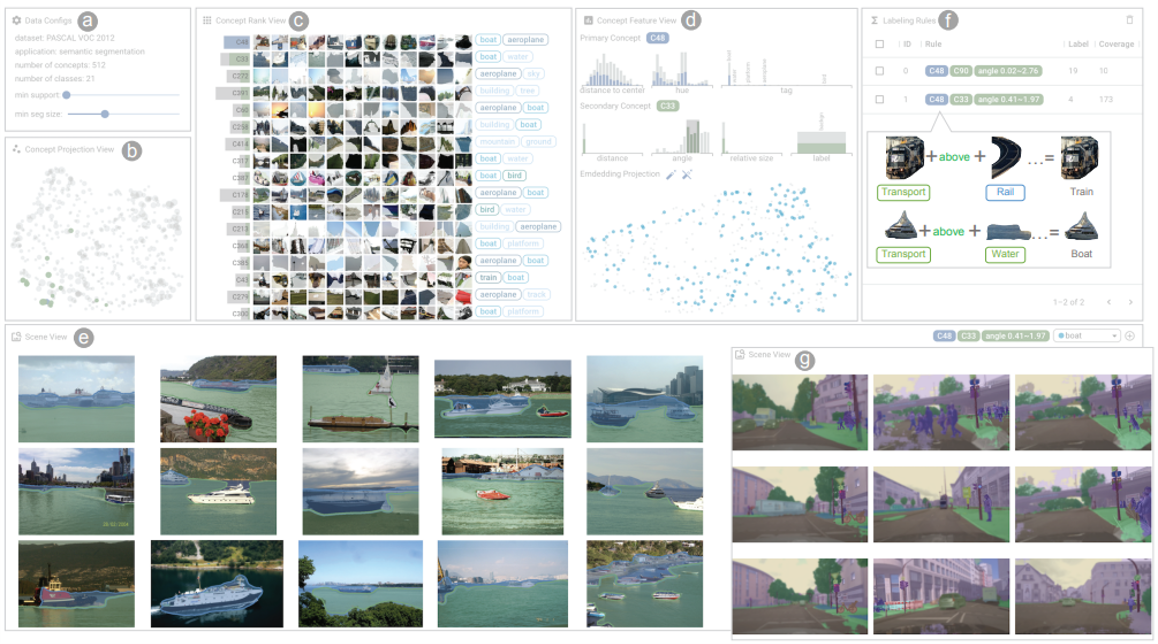 Data Configs a
dataset: PASCAL VOC 2012
application: semantic segmentation
number of concepts: 512
number of classes: 21
min support:
min seg size:
Concept Projection View b
Concept Rank View c
C48 boat aeroplane
C33 boat water
C272 aeroplane sky
C391 building tree
aeroplane boat
building boat
C414 mountain ground
C317 boat water
boat bird
C178 aeroplane boat
C215 bird water
C213 building aeroplane
C368 boat platform
C305 aeroplane boat
C43 train boat
C279 aeroplane track
C300 boat platform
Concept Feature View d
Primary Concept C48
distance to center hue tag
Secondary Concept C33
distance angle relative size label
Emdedding Projection
Labeling Rules f
ID Rule Label Coverage
0 C48 C90 angle 0.02~2.76 19 10
1 C48 C33 angle 0.41~1.97 4 173
+ above + ... =
Transport Rail Train
+ above + ... =
Transport Water Boat
1-2 of 2
Scene View e
C48 C33 angle 0.41~1.97 boat
Scene View g